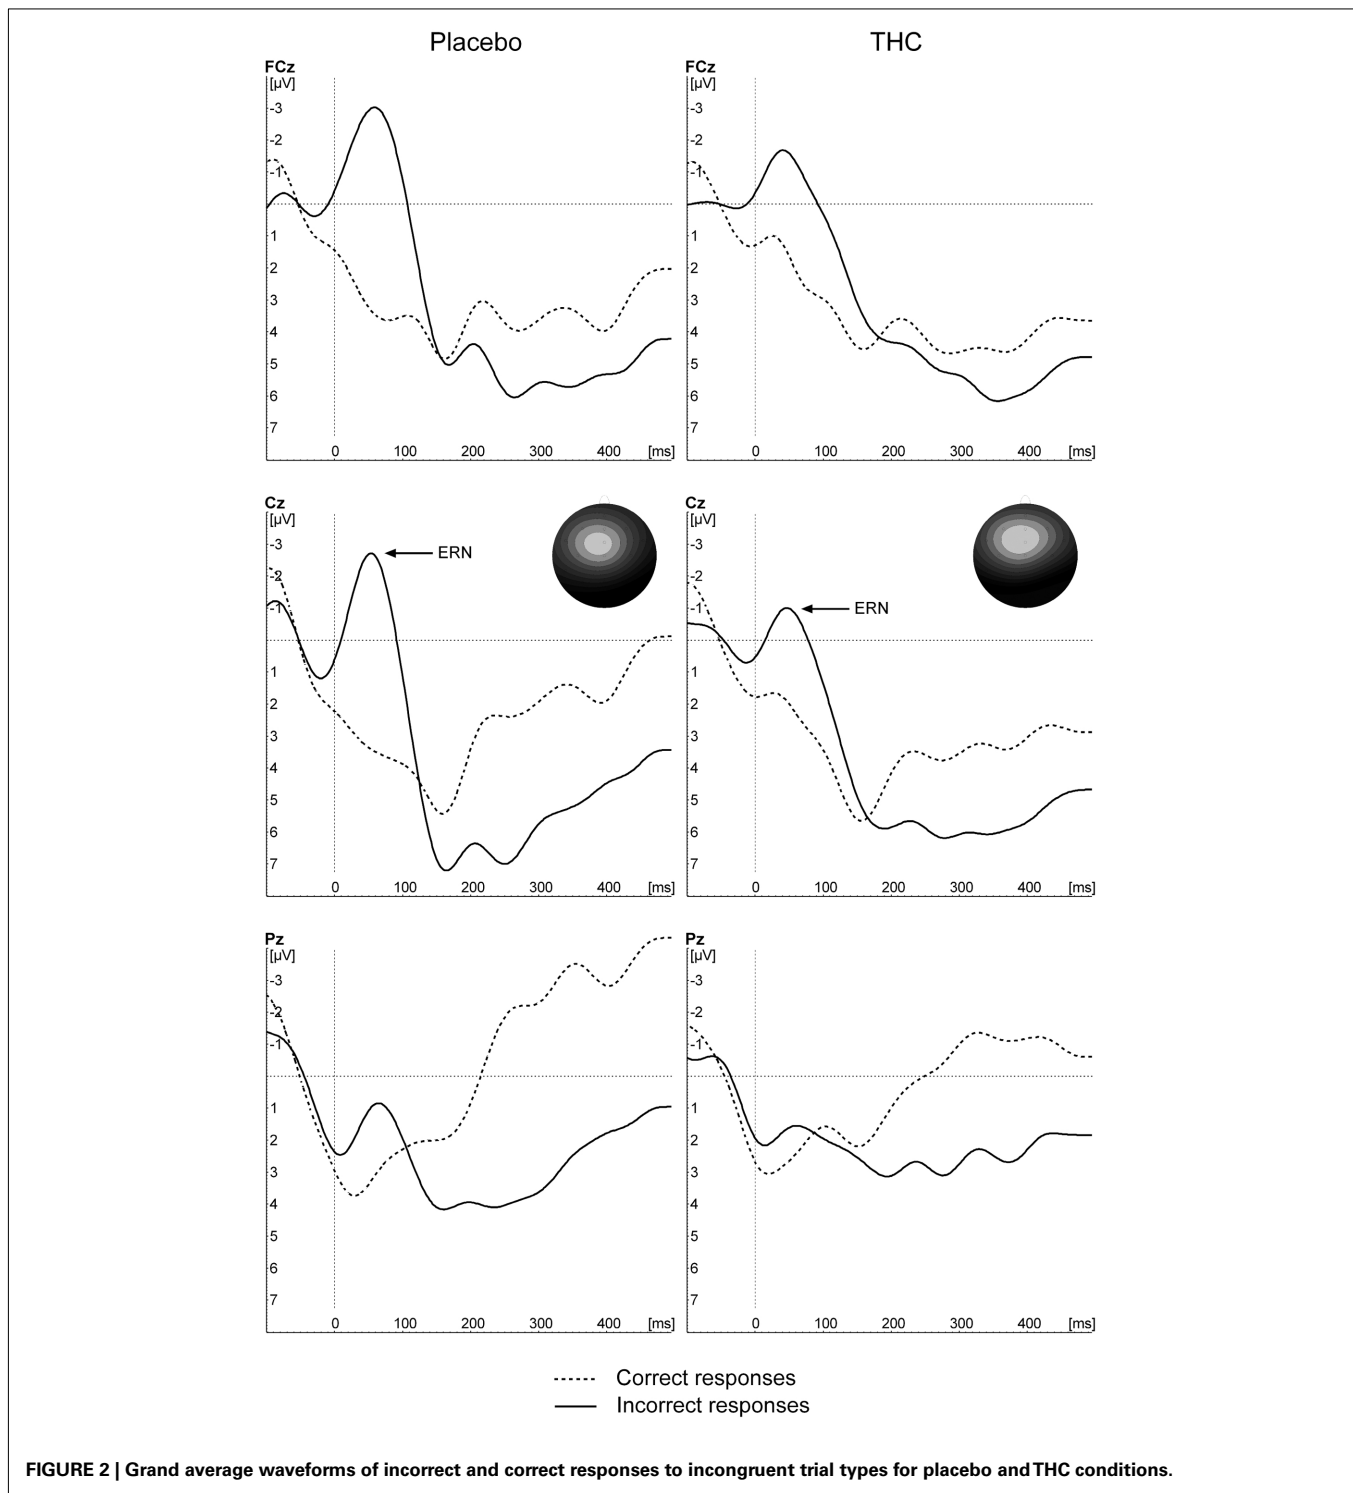 Placebo
THC
FCz
[µV]
-3
-2
-1
1
2
3
4
5
6
7
0 100 200 300 400 [ms]
FCz
[µV]
-3
-2
-1
1
2
3
4
5
6
7
0 100 200 300 400 [ms]
Cz
[µV]
-3
-2
-1
1
2
3
4
5
6
7
ERN
0 100 200 300 400 [ms]
Cz
[µV]
-3
-2
-1
1
2
3
4
5
6
7
ERN
0 100 200 300 400 [ms]
Pz
[µV]
-3
-2
-1
1
2
3
4
5
6
7
0 100 200 300 400 [ms]
Pz
[µV]
-3
-2
-1
1
2
3
4
5
6
7
0 100 200 300 400 [ms]
Correct responses
Incorrect responses
FIGURE 2 | Grand average waveforms of incorrect and correct responses to incongruent trial types for placebo and THC conditions.